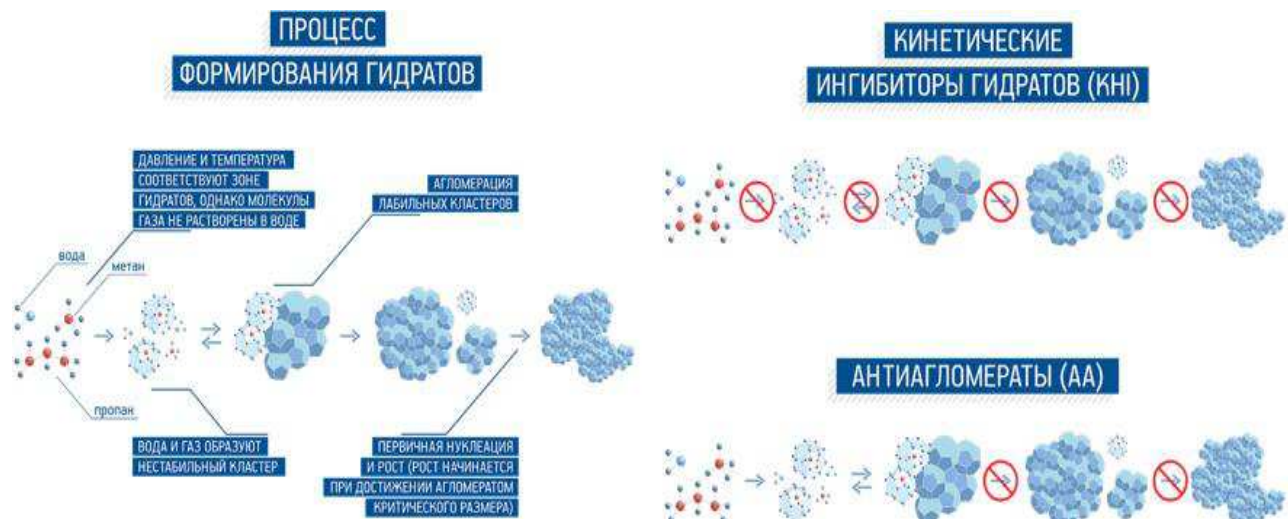 ПРОЦЕСС
ФОРМИРОВАНИЯ ГИДРАТОВ
ДАВЛЕНИЕ И ТЕМПЕРАТУРА
СООТВЕТСТВУЮТ ЗОНЕ
ГИДРАТОВ, ОДНАКО МОЛЕКУЛЫ
ГАЗА НЕ РАСТВОРЕНЫ В ВОДЕ
АГЛОМЕРАЦИЯ
ЛАБИЛЬНЫХ КЛАСТЕРОВ
вода
метан
пропан
ВОДА И ГАЗ ОБРАЗУЮТ
НЕСТАБИЛЬНЫЙ КЛАСТЕР
ПЕРВИЧНАЯ НУКЛЕАЦИЯ
И РОСТ (РОСТ НАЧИНАЕТСЯ
ПРИ ДОСТИЖЕНИИ АГЛОМЕРАТОМ
КРИТИЧЕСКОГО РАЗМЕРА)
КИНЕТИЧЕСКИЕ
ИНГИБИТОРЫ ГИДРАТОВ (KHI)
АНТИАГЛОМЕРАТЫ (АА)